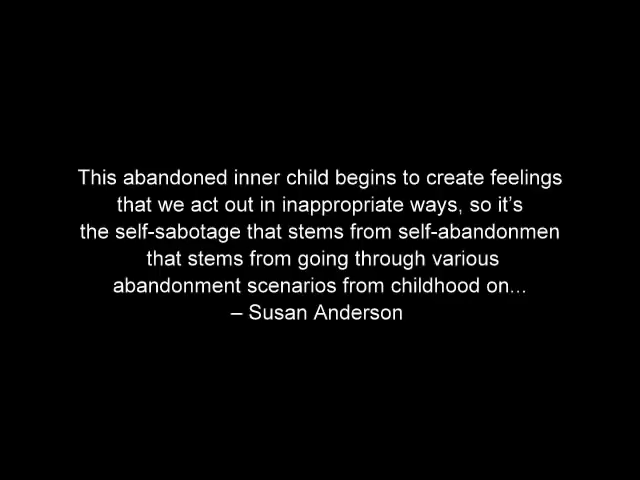 This abandoned inner child begins to create feelings
that we act out in inappropriate ways, so it's
the self-sabotage that stems from self-abandonmen
that stems from going through various
abandonment scenarios from childhood on...
– Susan Anderson